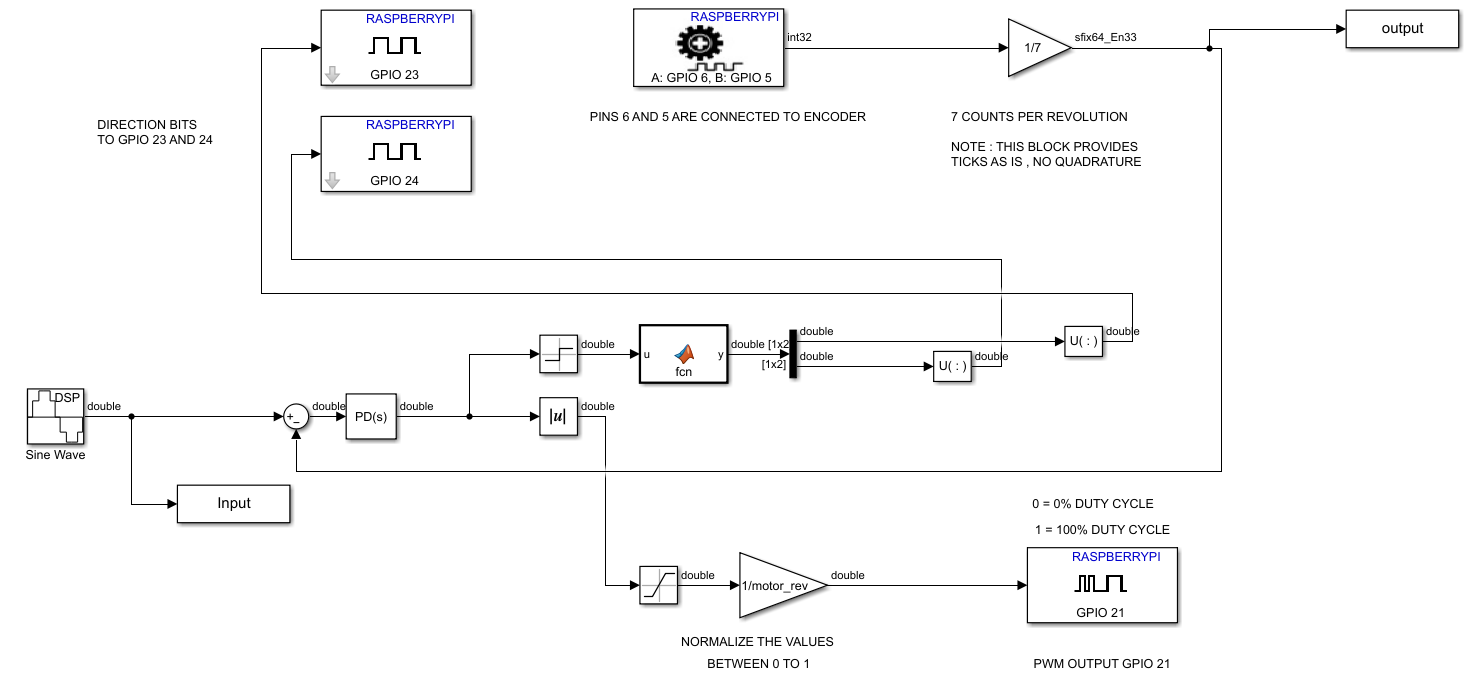 RASPBERRYPI
GPIO 23
RASPBERRYPI
A: GPIO 6, B: GPIO 5
int32
1/7
sfix64_En33
output
DIRECTION BITS
TO GPIO 23 AND 24
RASPBERRYPI
GPIO 24
PINS 6 AND 5 ARE CONNECTED TO ENCODER
7 COUNTS PER REVOLUTION
NOTE : THIS BLOCK PROVIDES
TICKS AS IS , NO QUADRATURE
double
u
y
fcn
double [1x2
[1x2]
double
double
U( : )
double
U( : )
double
DSP
Sine Wave
double
+
−
double
PD(s)
double
|u|
double
Input
double
1/motor_rev
double
NORMALIZE THE VALUES
BETWEEN 0 TO 1
0 = 0% DUTY CYCLE
1 = 100% DUTY CYCLE
RASPBERRYPI
GPIO 21
PWM OUTPUT GPIO 21